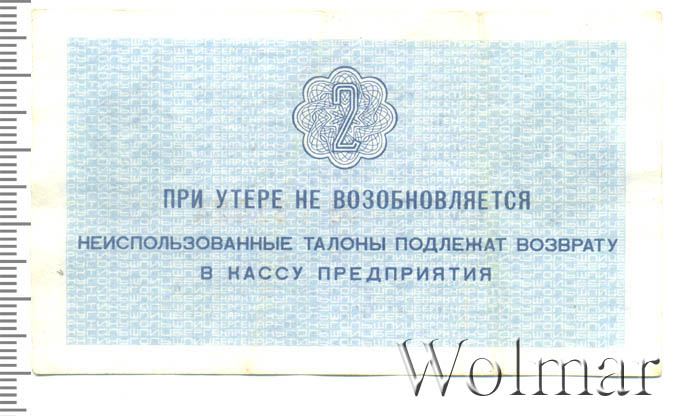 2
ПРИ УТЕРЕ НЕ ВОЗОБНОВЛЯЕТСЯ
НЕИСПОЛЬЗОВАННЫЕ ТАЛОНЫ ПОДЛЕЖАТ ВОЗВРАТУ
В КАССУ ПРЕДПРИЯТИЯ
Wolmar